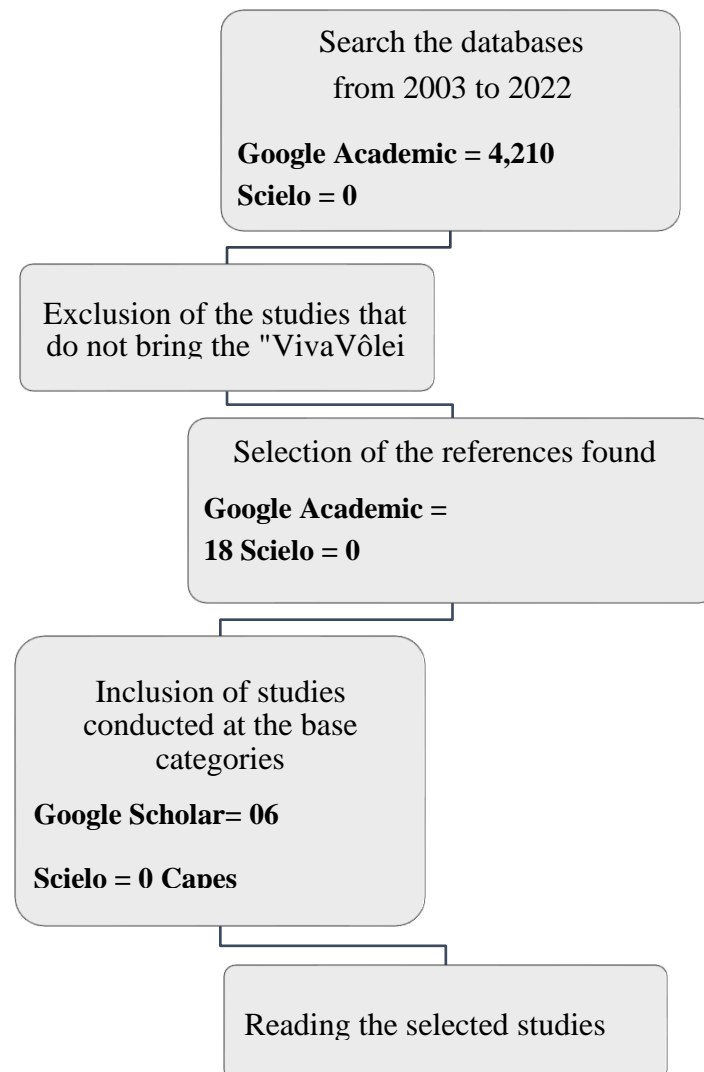 Search the databases
from 2003 to 2022
Google Academic = 4,210
Scielo = 0
Exclusion of the studies that
do not bring the "VivaVôlei
Selection of the references found
Google Academic =
18 Scielo = 0
Inclusion of studies
conducted at the base
categories
Google Scholar= 06
Scielo = 0 Capes
Reading the selected studies